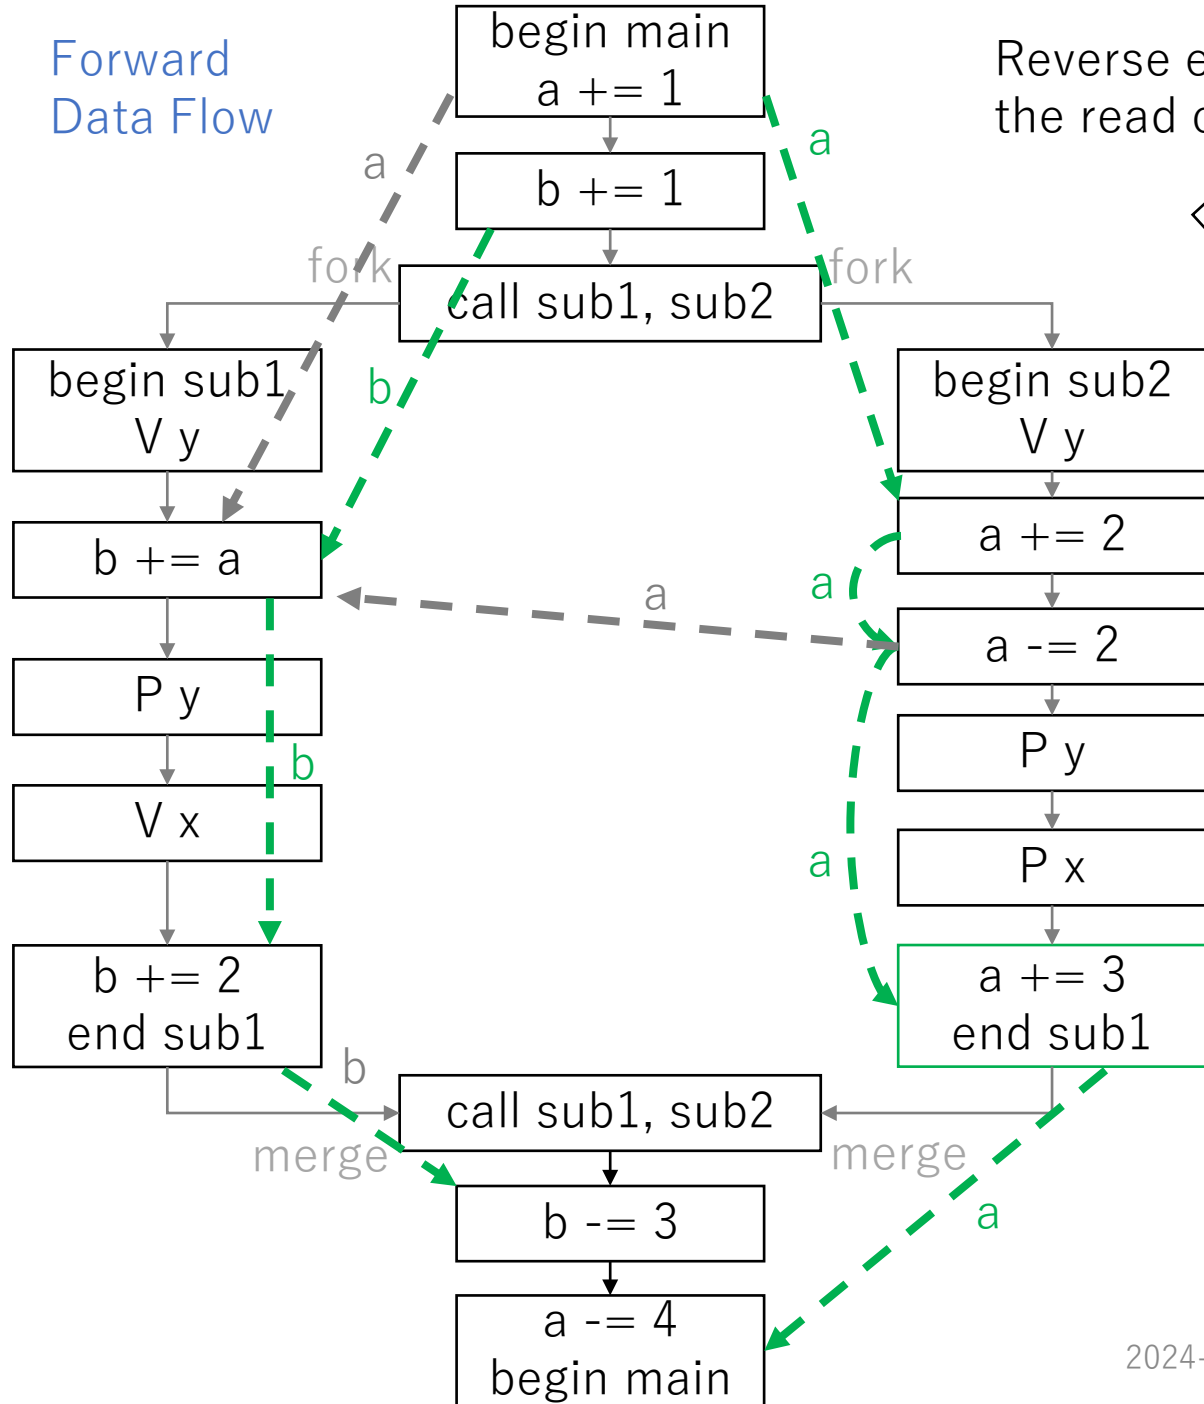 Forward
Data Flow
Reverse e
the read
begin main
a += 1
a
a
b += 1
fork
fork
call sub1, sub2
b
begin sub1
V y
begin sub2
V y
b += a
a += 2
a
a
a -= 2
P y
P y
b
V x
a
P x
b += 2
end sub1
a += 3
end sub1
b
call sub1, sub2
merge
merge
b -= 3
a
a -= 4
begin main
2024-